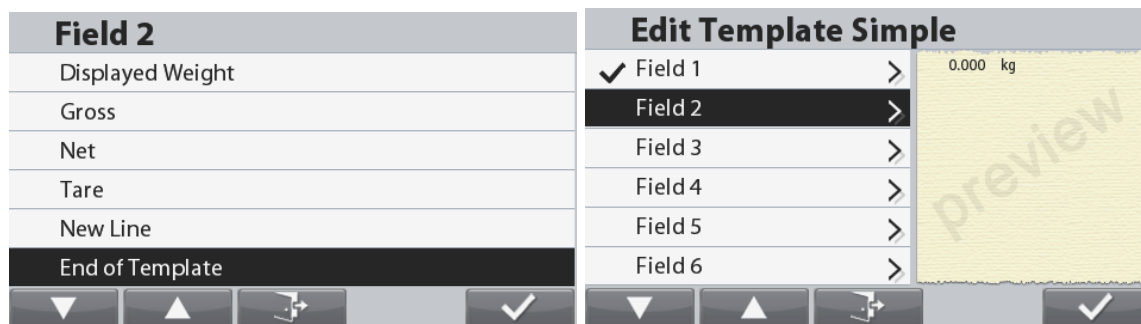 Field 2
Displayed Weight
Gross
Net
Tare
New Line
End of Template
Edit Template Simple
Field 1
Field 2
Field 3
Field 4
Field 5
Field 6
0.000 kg
preview